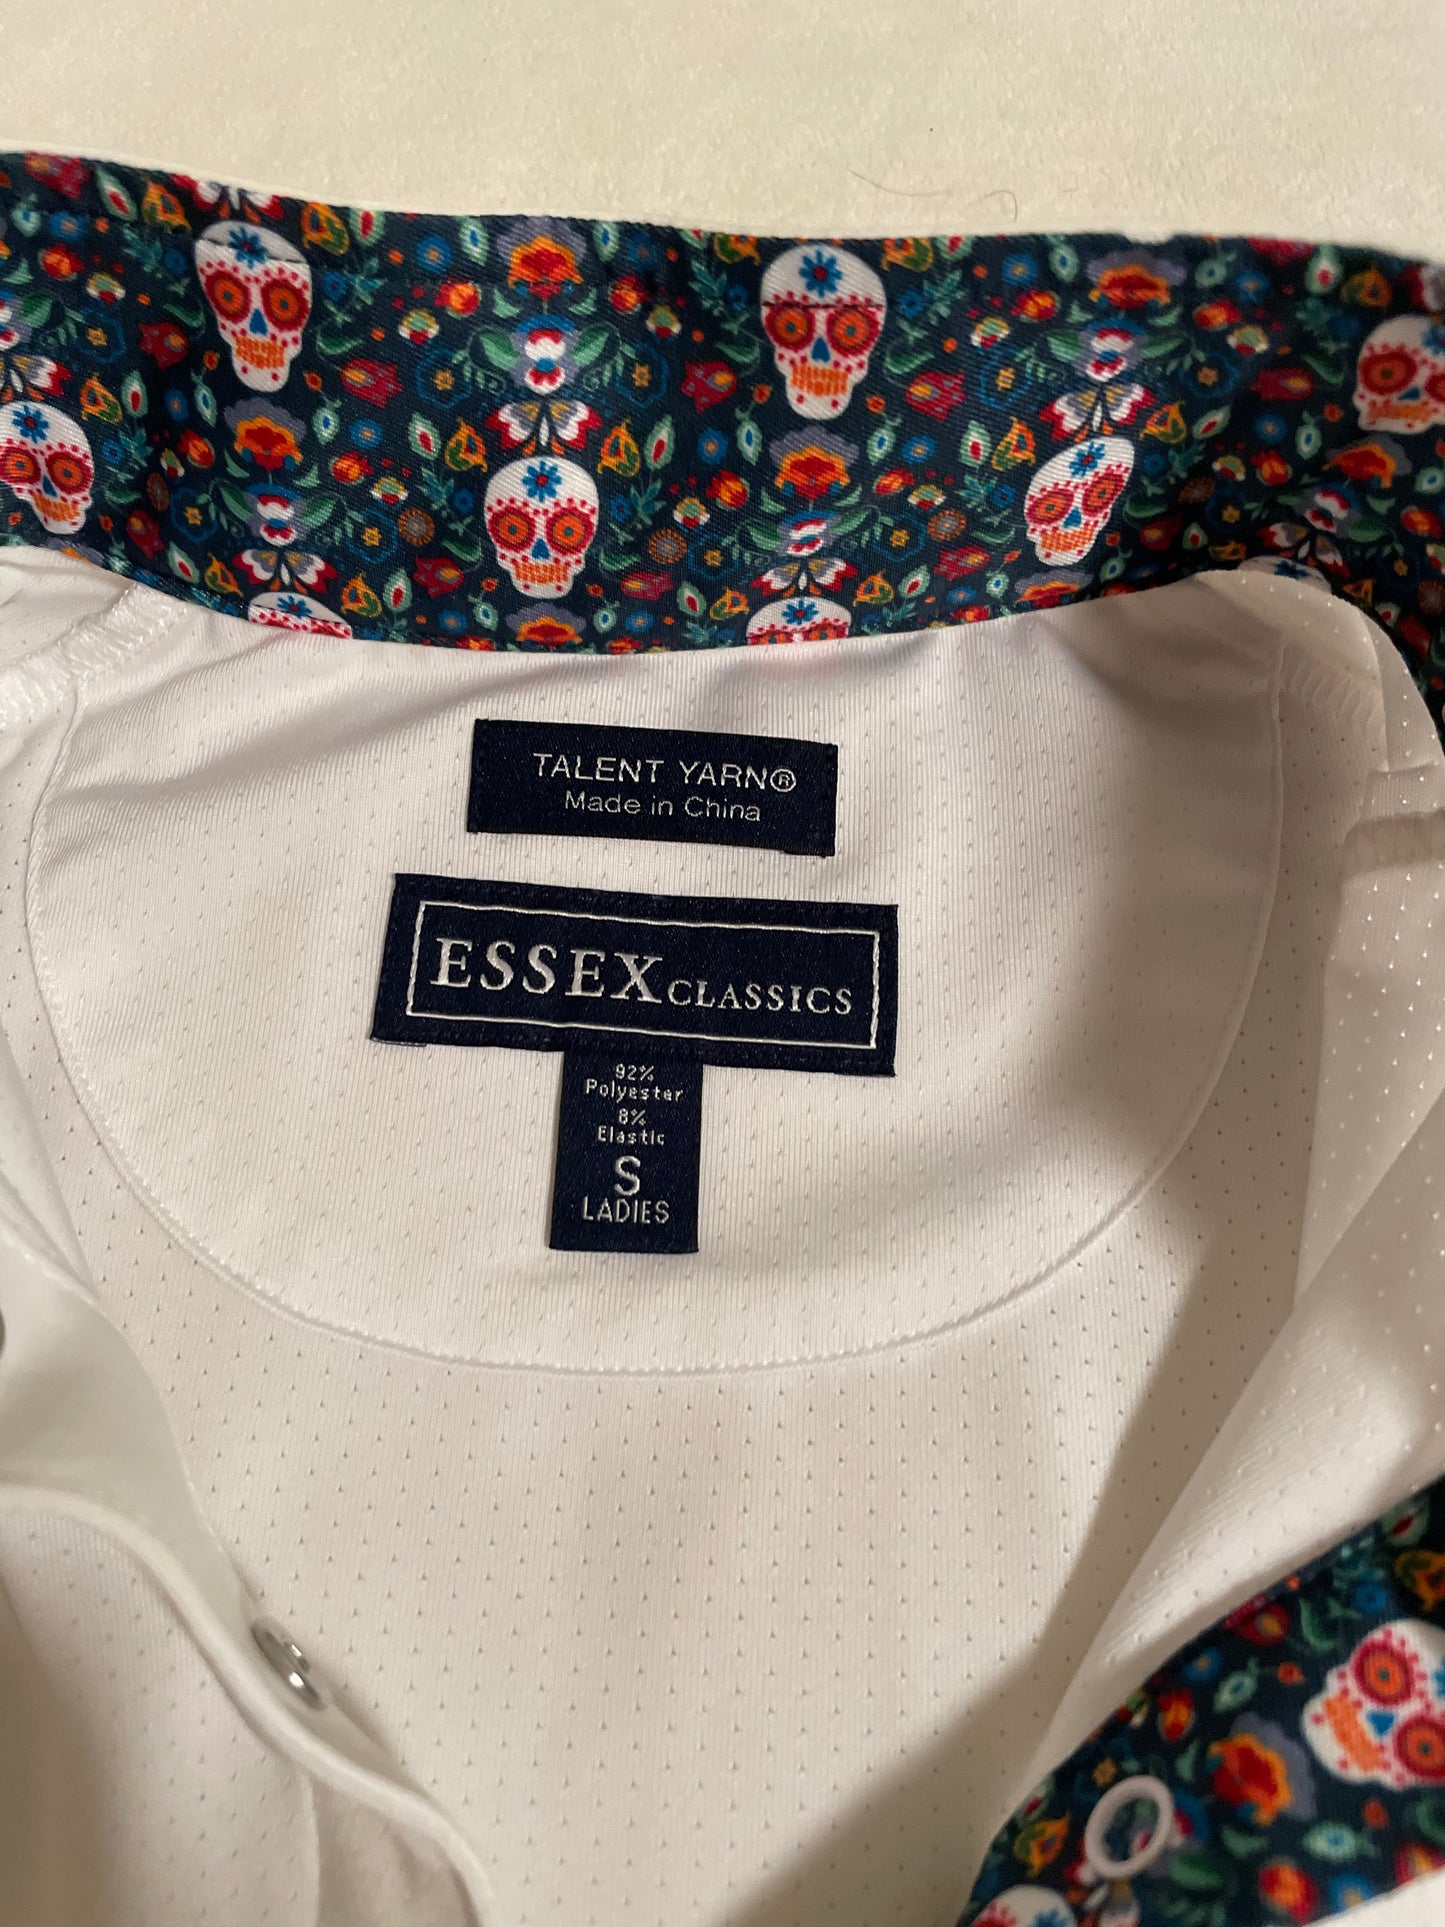 TALENT YARN®
Made in China
ESSEX CLASSICS
92%
Polyester
8%
Elastic
S
LADIES